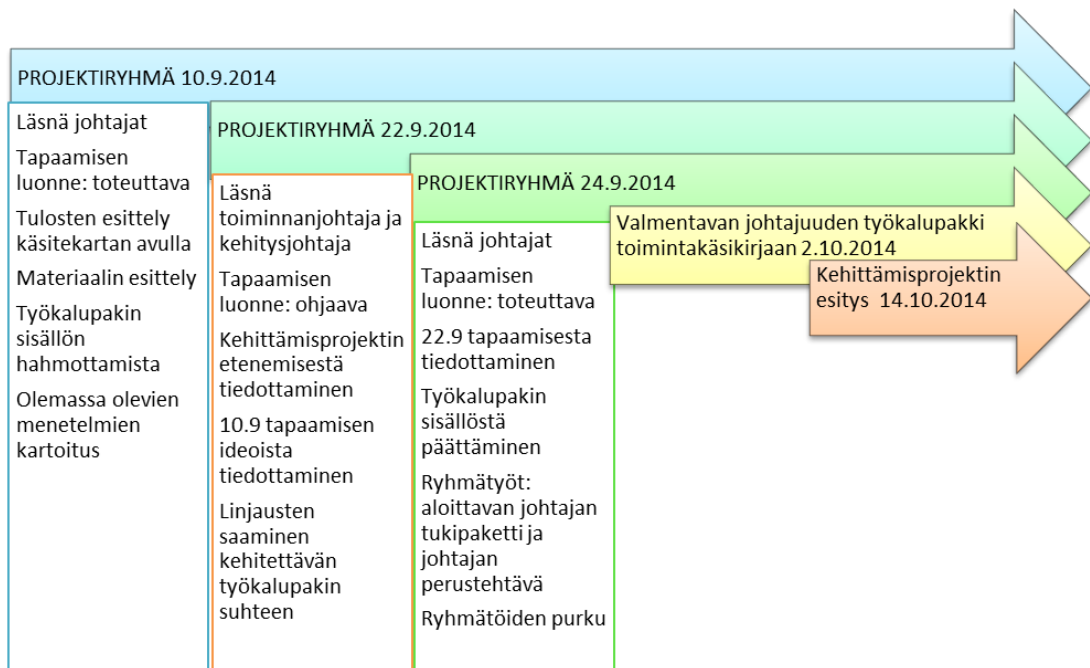 PROJEKTIRYHMÄ 10.9.2014
Läsnä johtajat
Tapaamisen
luonne: toteuttava
Tulosten esittely
käsitekartan avulla
Materiaalin esittely
Työkalupakin
sisällön
hahmottamista
Olemassa olevien
menetelmien
kartoitus
PROJEKTIRYHMÄ 22.9.2014
Läsnä
toiminnanjohtaja ja
kehitysjohtaja
Tapaamisen
luonne: ohjaava
Kehittämisprojektin
etenemisestä
tiedottaminen
10.9 tapaamisen
ideoista
tiedottaminen
Linjausten
saaminen
kehitettävän
työkalupakin
suhteen
PROJEKTIRYHMÄ 24.9.2014
Läsnä johtajat
Tapaamisen
luonne: toteuttava
22.9 tapaamisesta
tiedottaminen
Työkalupakin
sisällöstä
päättäminen
Ryhmätyöt:
aloittavan johtajan
tukipaketti ja
johtajan
perustehtävä
Ryhmätöiden purku
Valmentavan johtajuuden työkalupakki
toimintakäsikirjaan 2.10.2014
Kehittämisprojektin
esitys 14.10.2014